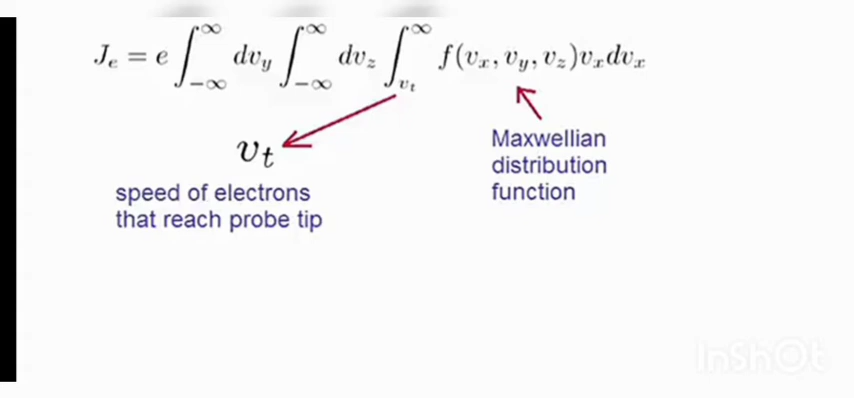 J_e = e ∫_{-∞}^{∞} dv_y ∫_{-∞}^{∞} dv_z ∫_{v_t}^{∞} f(v_x, v_y, v_z)v_x dv_x
v_t
speed of electrons
that reach probe tip
Maxwellian
distribution
function
InShOt